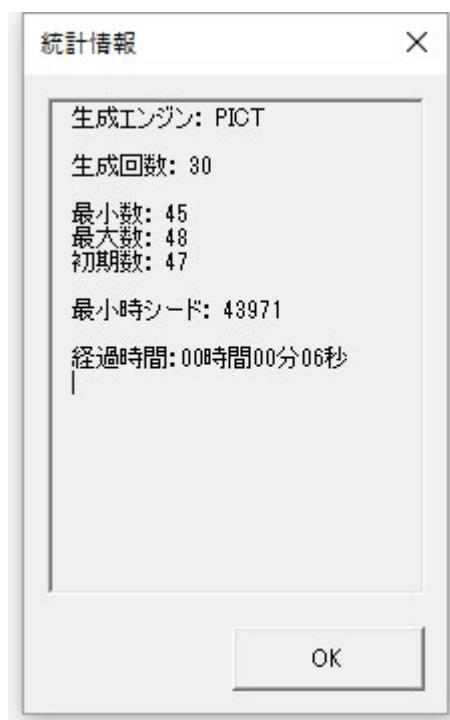 統計情報
生成エンジン: PICT
生成回数: 30
最小数: 45
最大数: 48
初期数: 47
最小時シード: 43971
経過時間:00時間00分06秒
OK